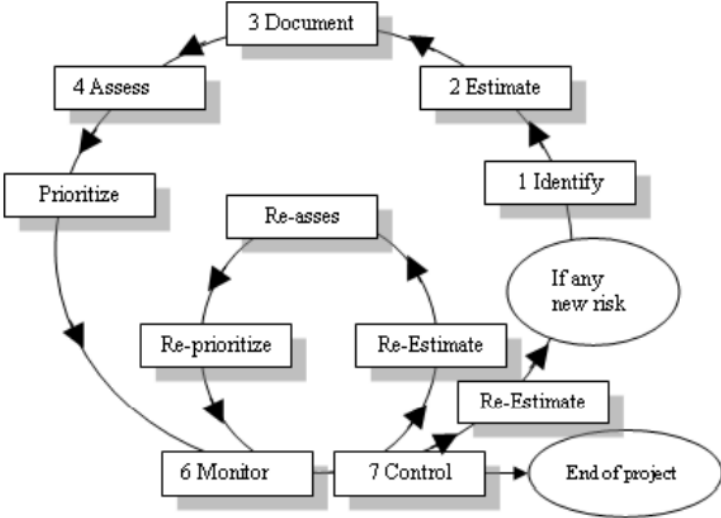 3 Document
4 Assess
2 Estimate
Prioritize
1 Identify
Re-asses
If any
new risk
Re-prioritize
Re-Estimate
Re-Estimate
6 Monitor
7 Control
End of project